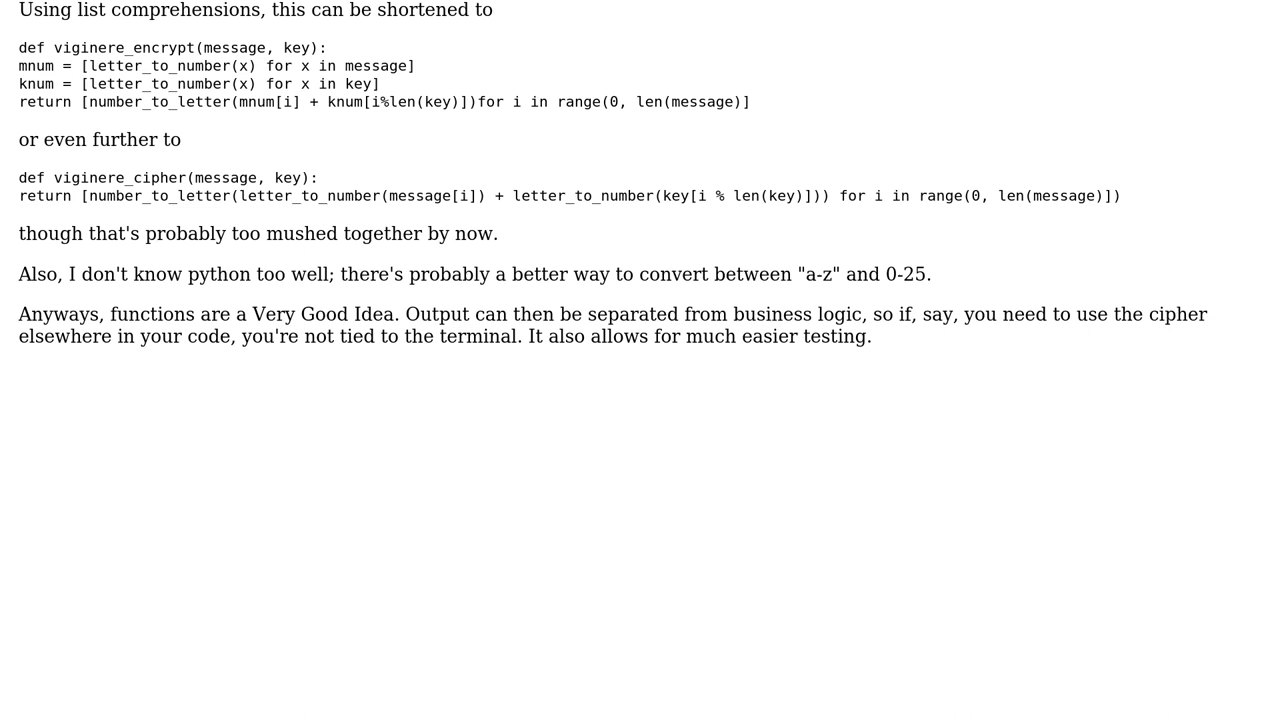 Using list comprehensions, this can be shortened to
def viginere_encrypt(message, key):
mnum = [letter_to_number(x) for x in message]
knum = [letter_to_number(x) for x in key]
return [number_to_letter(mnum[i] + knum[i%len(key)])for i in range(0, len(message)]
or even further to
def viginere_cipher(message, key):
return [number_to_letter(letter_to_number(message[i]) + letter_to_number(key[i % len(key)])) for i in range(0, len(message)])
though that's probably too mushed together by now.
Also, I don't know python too well; there's probably a better way to convert between "a-z" and 0-25.
Anyways, functions are a Very Good Idea. Output can then be separated from business logic, so if, say, you need to use the cipher
elsewhere in your code, you're not tied to the terminal. It also allows for much easier testing.